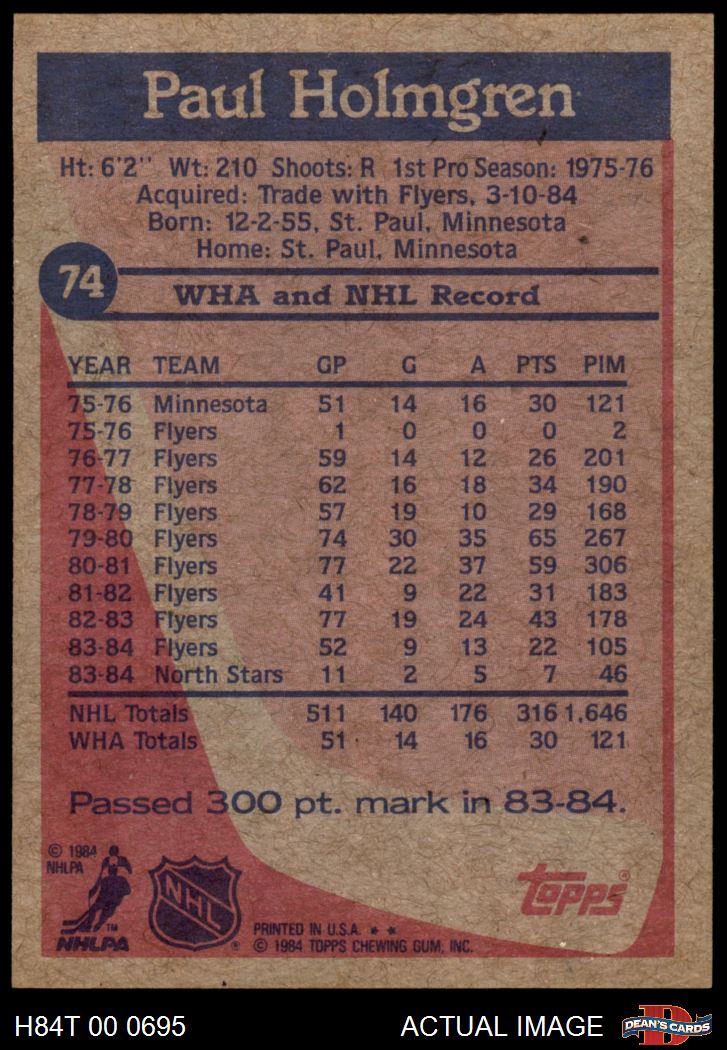 Paul Holmgren
Ht: 6'2" Wt: 210 Shoots: R 1st Pro Season: 1975-76
Acquired: Trade with Flyers, 3-10-84
Born: 12-2-55, St. Paul, Minnesota
Home: St. Paul, Minnesota
74
WHA and NHL Record
YEAR TEAM GP G A PTS PIM
75-76 Minnesota 51 14 16 30 121
75-76 Flyers 1 0 0 0 2
76-77 Flyers 59 14 12 26 201
77-78 Flyers 62 16 18 34 190
78-79 Flyers 57 19 10 29 168
79-80 Flyers 74 30 35 65 267
80-81 Flyers 77 22 37 59 306
81-82 Flyers 41 9 22 31 183
82-83 Flyers 77 19 24 43 178
83-84 Flyers 52 9 13 22 105
83-84 North Stars 11 2 5 7 46
NHL Totals 511 140 176 316 1,646
WHA Totals 51 14 16 30 121
Passed 300 pt. mark in 83-84.
© 1984
NHLPA
TM
NHLPA
NHL
®
topps®
PRINTED IN U.S.A. * *
© 1984 TOPPS CHEWING GUM, INC.
H84T 00 0695
ACTUAL IMAGE
D
DEAN'S CARDS